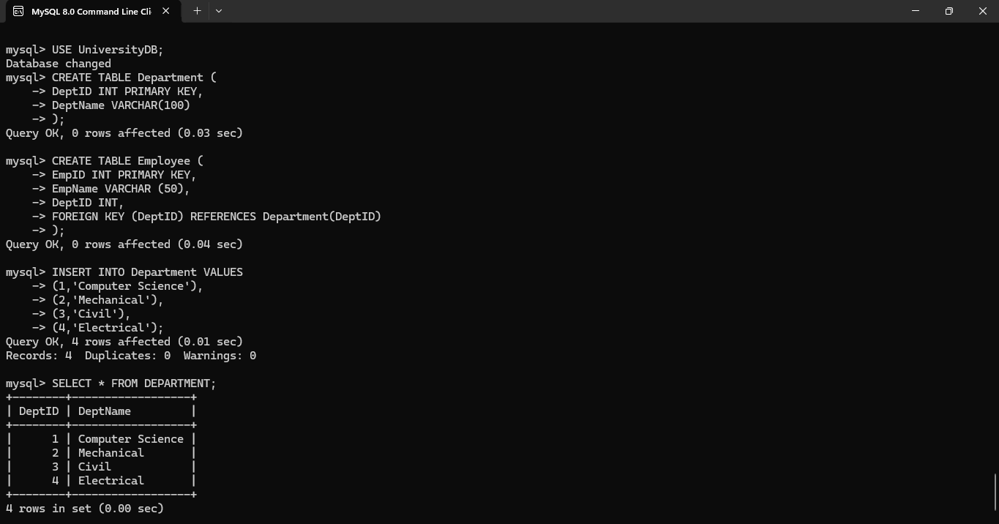 MySQL 8.0 Command Line Cli
mysql> USE UniversityDB;
Database changed
mysql> CREATE TABLE Department (
    -> DeptID INT PRIMARY KEY,
    -> DeptName VARCHAR(100)
    -> );
Query OK, 0 rows affected (0.03 sec)

mysql> CREATE TABLE Employee (
    -> EmpID INT PRIMARY KEY,
    -> EmpName VARCHAR (50),
    -> DeptID INT,
    -> FOREIGN KEY (DeptID) REFERENCES Department(DeptID)
    -> );
Query OK, 0 rows affected (0.04 sec)

mysql> INSERT INTO Department VALUES
    -> (1,'Computer Science'),
    -> (2,'Mechanical'),
    -> (3,'Civil'),
    -> (4,'Electrical');
Query OK, 4 rows affected (0.01 sec)
Records: 4  Duplicates: 0  Warnings: 0

mysql> SELECT * FROM DEPARTMENT;
+--------+------------------+
| DeptID | DeptName         |
+--------+------------------+
|      1 | Computer Science |
|      2 | Mechanical       |
|      3 | Civil            |
|      4 | Electrical       |
+--------+------------------+
4 rows in set (0.00 sec)